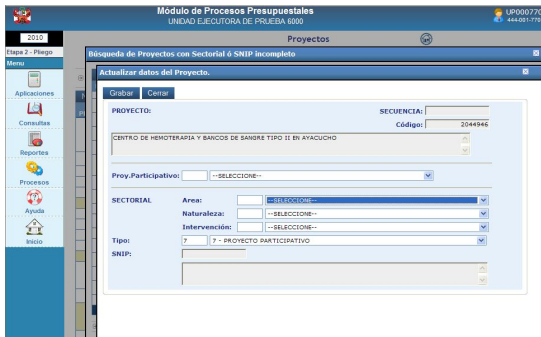 Módulo de Procesos Presupuestales
UNIDAD EJECUTORA DE PRUEBA 6000
UP000770
444-001-770
2010
Proyectos
Etapa 2 - Pliego
Búsqueda de Proyectos con Sectorial ó SNIP incompleto
Menu
Actualizar datos del Proyecto.
Grabar Cerrar
Aplicaciones
Consultas
Reportes
Procesos
Ayuda
Inicio
PROYECTO:
SECUENCIA:
Código: 2044946
CENTRO DE HEMOTERAPIA Y BANCOS DE SANGRE TIPO II EN AYACUCHO
Proy.Participativo: --SELECCIONE--
SECTORIAL Area: --SELECCIONE--
Naturaleza: --SELECCIONE--
Intervención: --SELECCIONE--
Tipo: 7 7 - PROYECTO PARTICIPATIVO
SNIP: